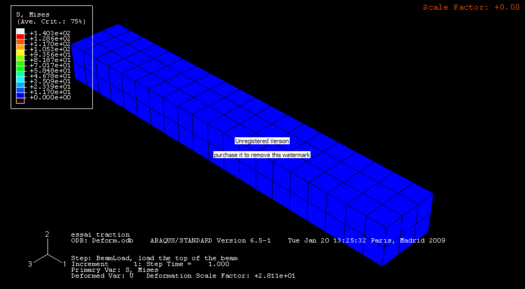 Scale Factor: +0.00
S, Mises
(Ave. Crit.: 75%)
+1.403e+02
+1.286e+02
+1.170e+02
+1.053e+02
+9.356e+01
+8.187e+01
+7.017e+01
+5.848e+01
+4.678e+01
+3.509e+01
+2.339e+01
+1.170e+01
+0.000e+00
Unregistered Version
purchase it to remove this watermark
2
3
1
essai traction
ODB: Deform.odb ABAQUS/STANDARD Version 6.5-1 Tue Jan 20 13:25:32 Paris, Madrid 2009
Step: BeamLoad, load the top of the beam
Increment 1: Step Time = 1.000
Primary Var: S, Mises
Deformed Var: U Deformation Scale Factor: +2.811e+01